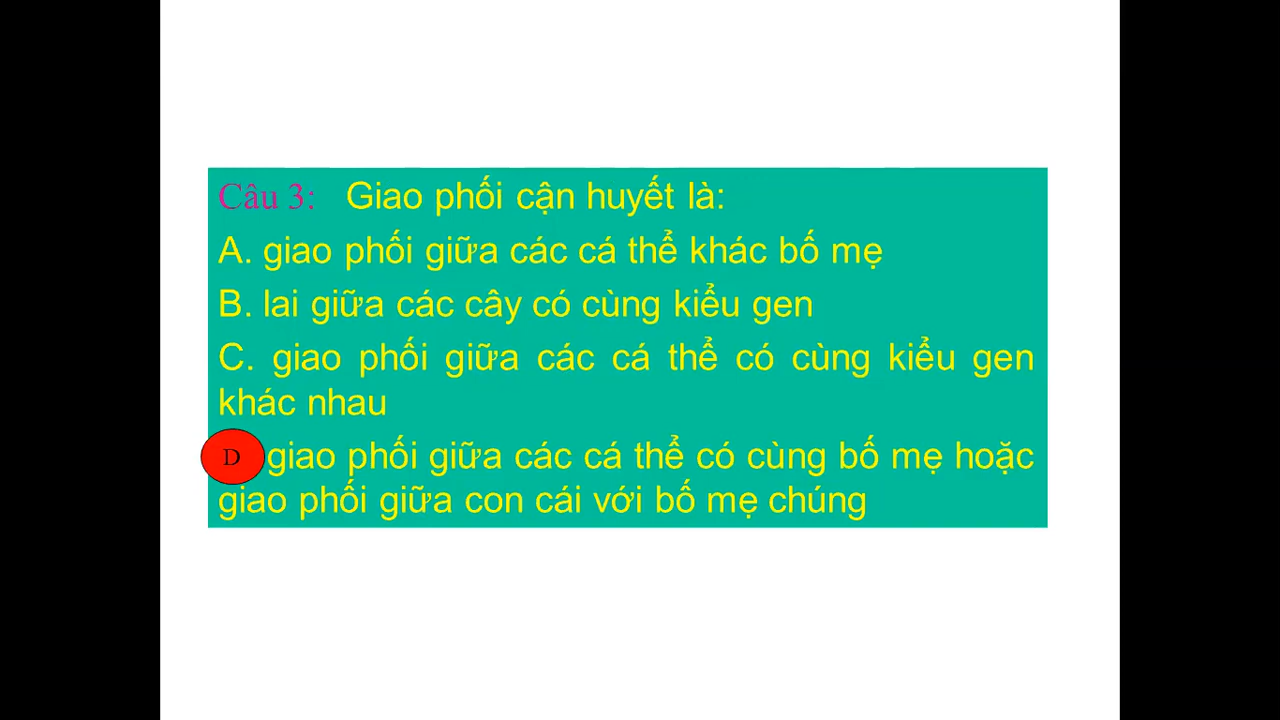 Câu 3: Giao phối cận huyết là:
A. giao phối giữa các cá thể khác bố mẹ
B. lai giữa các cây có cùng kiểu gen
C. giao phối giữa các cá thể có cùng kiểu gen
khác nhau
D giao phối giữa các cá thể có cùng bố mẹ hoặc
giao phối giữa con cái với bố mẹ chúng